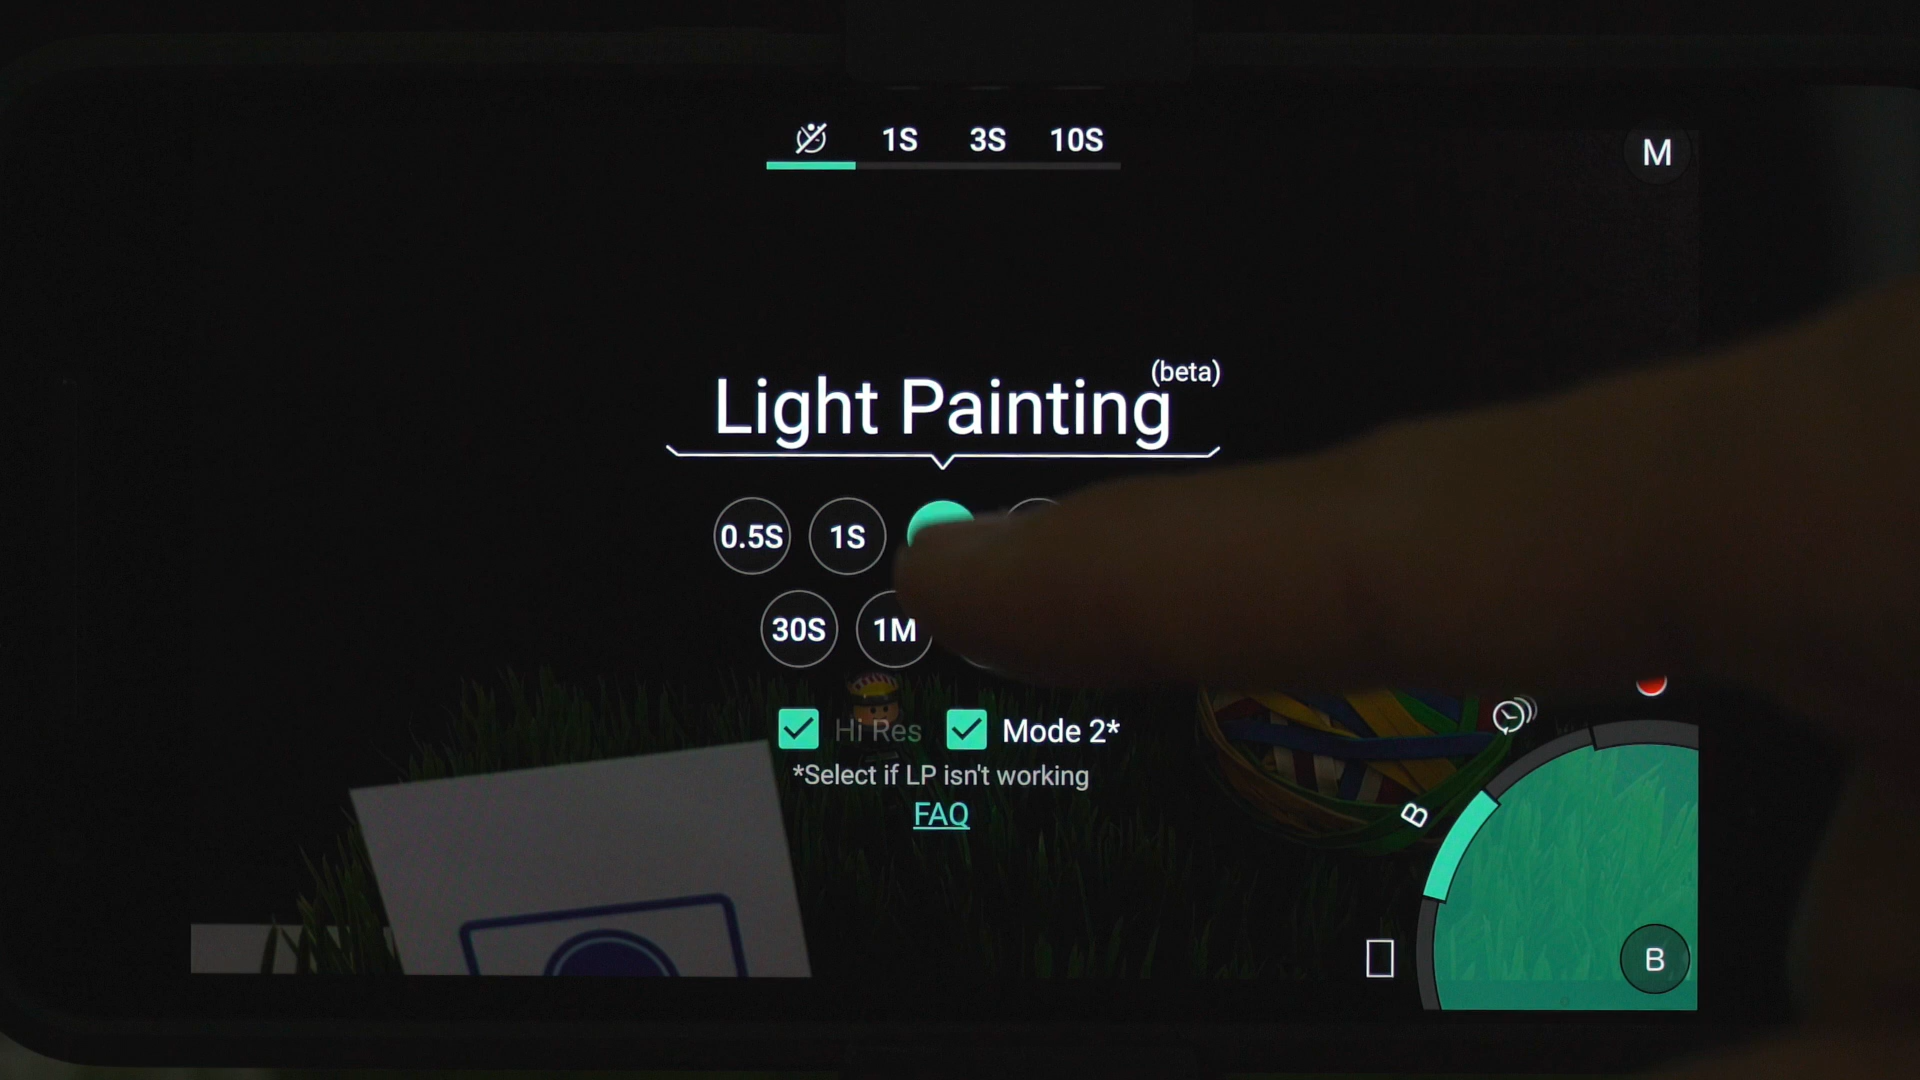 1S 3S 10S
M
(beta)
Light Painting
0.5S 1S
30S 1M
Hi Res Mode 2*
*Select if LP isn't working
FAQ
B
B